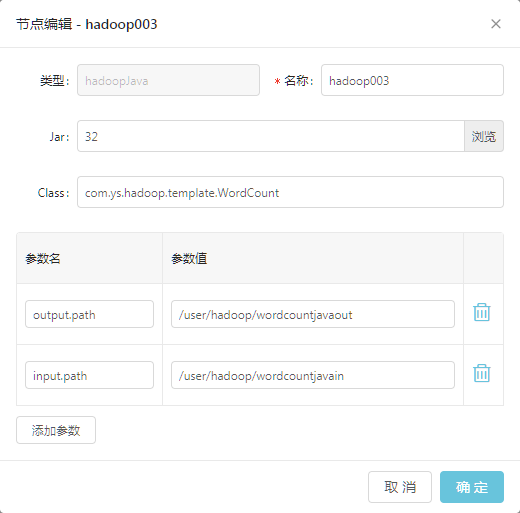 节点编辑 - hadoop003
类型: hadoopJava * 名称: hadoop003
Jar: 32 浏览
Class: com.ys.hadoop.template.WordCount
参数名 参数值
output.path /user/hadoop/wordcountjavaout
input.path /user/hadoop/wordcountjavain
添加参数
取 消 确 定